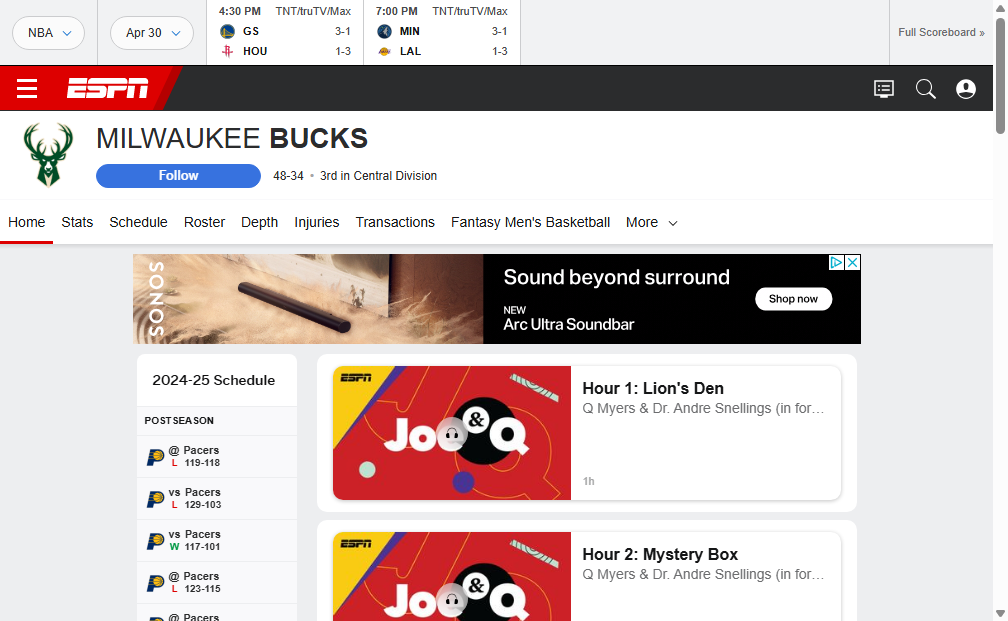 NBA
Apr 30
4:30 PM TNT/truTV/Max
GS 3-1
HOU 1-3
7:00 PM TNT/truTV/Max
MIN 3-1
LAL 1-3
Full Scoreboard »
ESPN
MILWAUKEE BUCKS
Follow 48-34 • 3rd in Central Division
Home Stats Schedule Roster Depth Injuries Transactions Fantasy Men's Basketball More
SONOS
Sound beyond surround
NEW
Arc Ultra Soundbar
Shop now
2024-25 Schedule
POSTSEASON
@ Pacers
L 119-118
vs Pacers
L 129-103
vs Pacers
W 117-101
@ Pacers
L 123-115
@ Pacers
ESPN
Joe & Q
Hour 1: Lion's Den
Q Myers & Dr. Andre Snellings (in for…
1h
ESPN
Joe & Q
Hour 2: Mystery Box
Q Myers & Dr. Andre Snellings (in for…